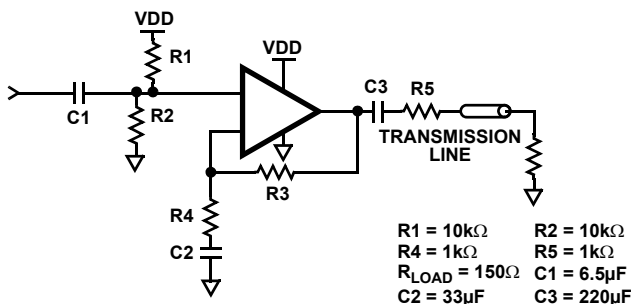 VDD
R1
VDD
C3
R5
C1
R2
TRANSMISSION
LINE
R3
R4
C2
R1 = 10kΩ R2 = 10kΩ
R4 = 1kΩ R5 = 1kΩ
RLOAD = 150Ω C1 = 6.5µF
C2 = 33µF C3 = 220µF